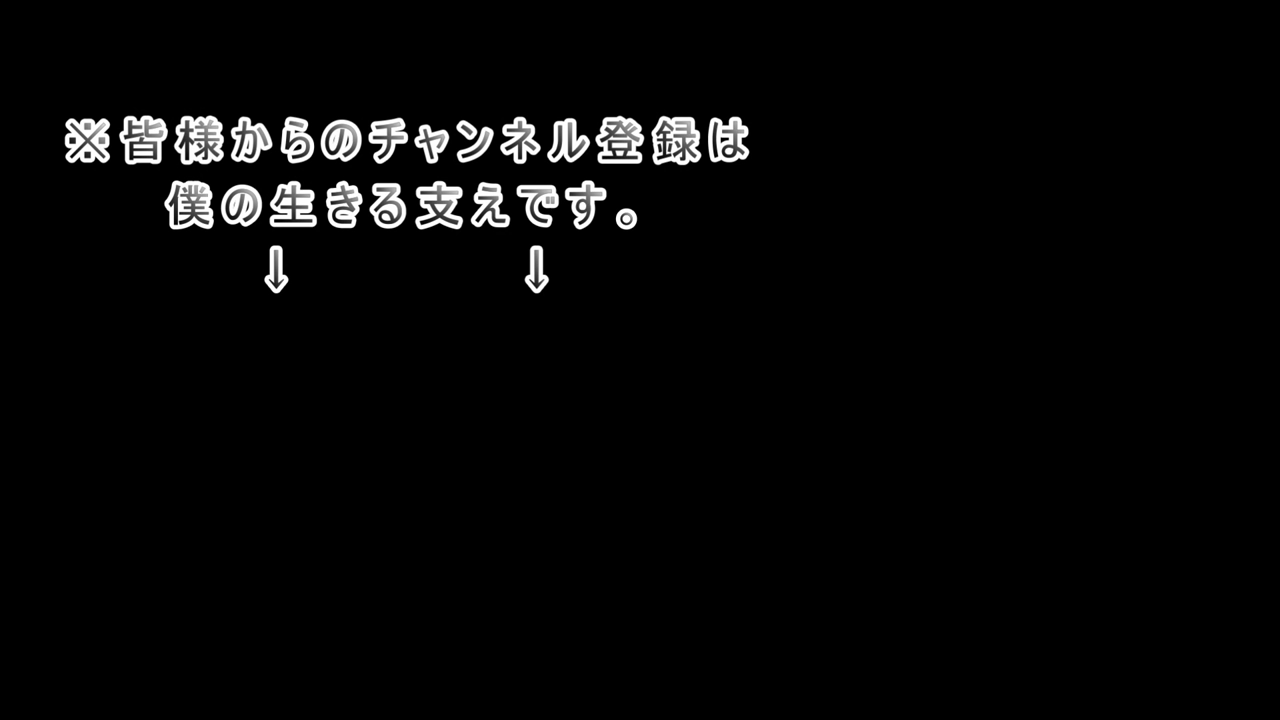 ※皆様からのチャンネル登録は
僕の生きる支えです。
↓ ↓